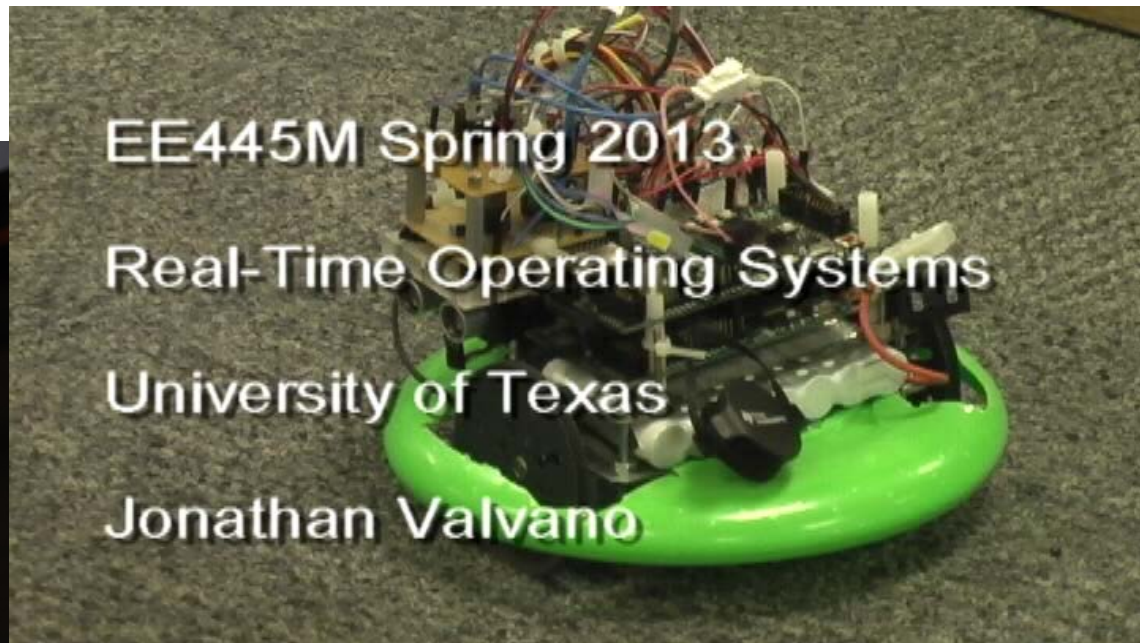 EE445M Spring 2013
Real-Time Operating Systems
University of Texas
Jonathan Valvano